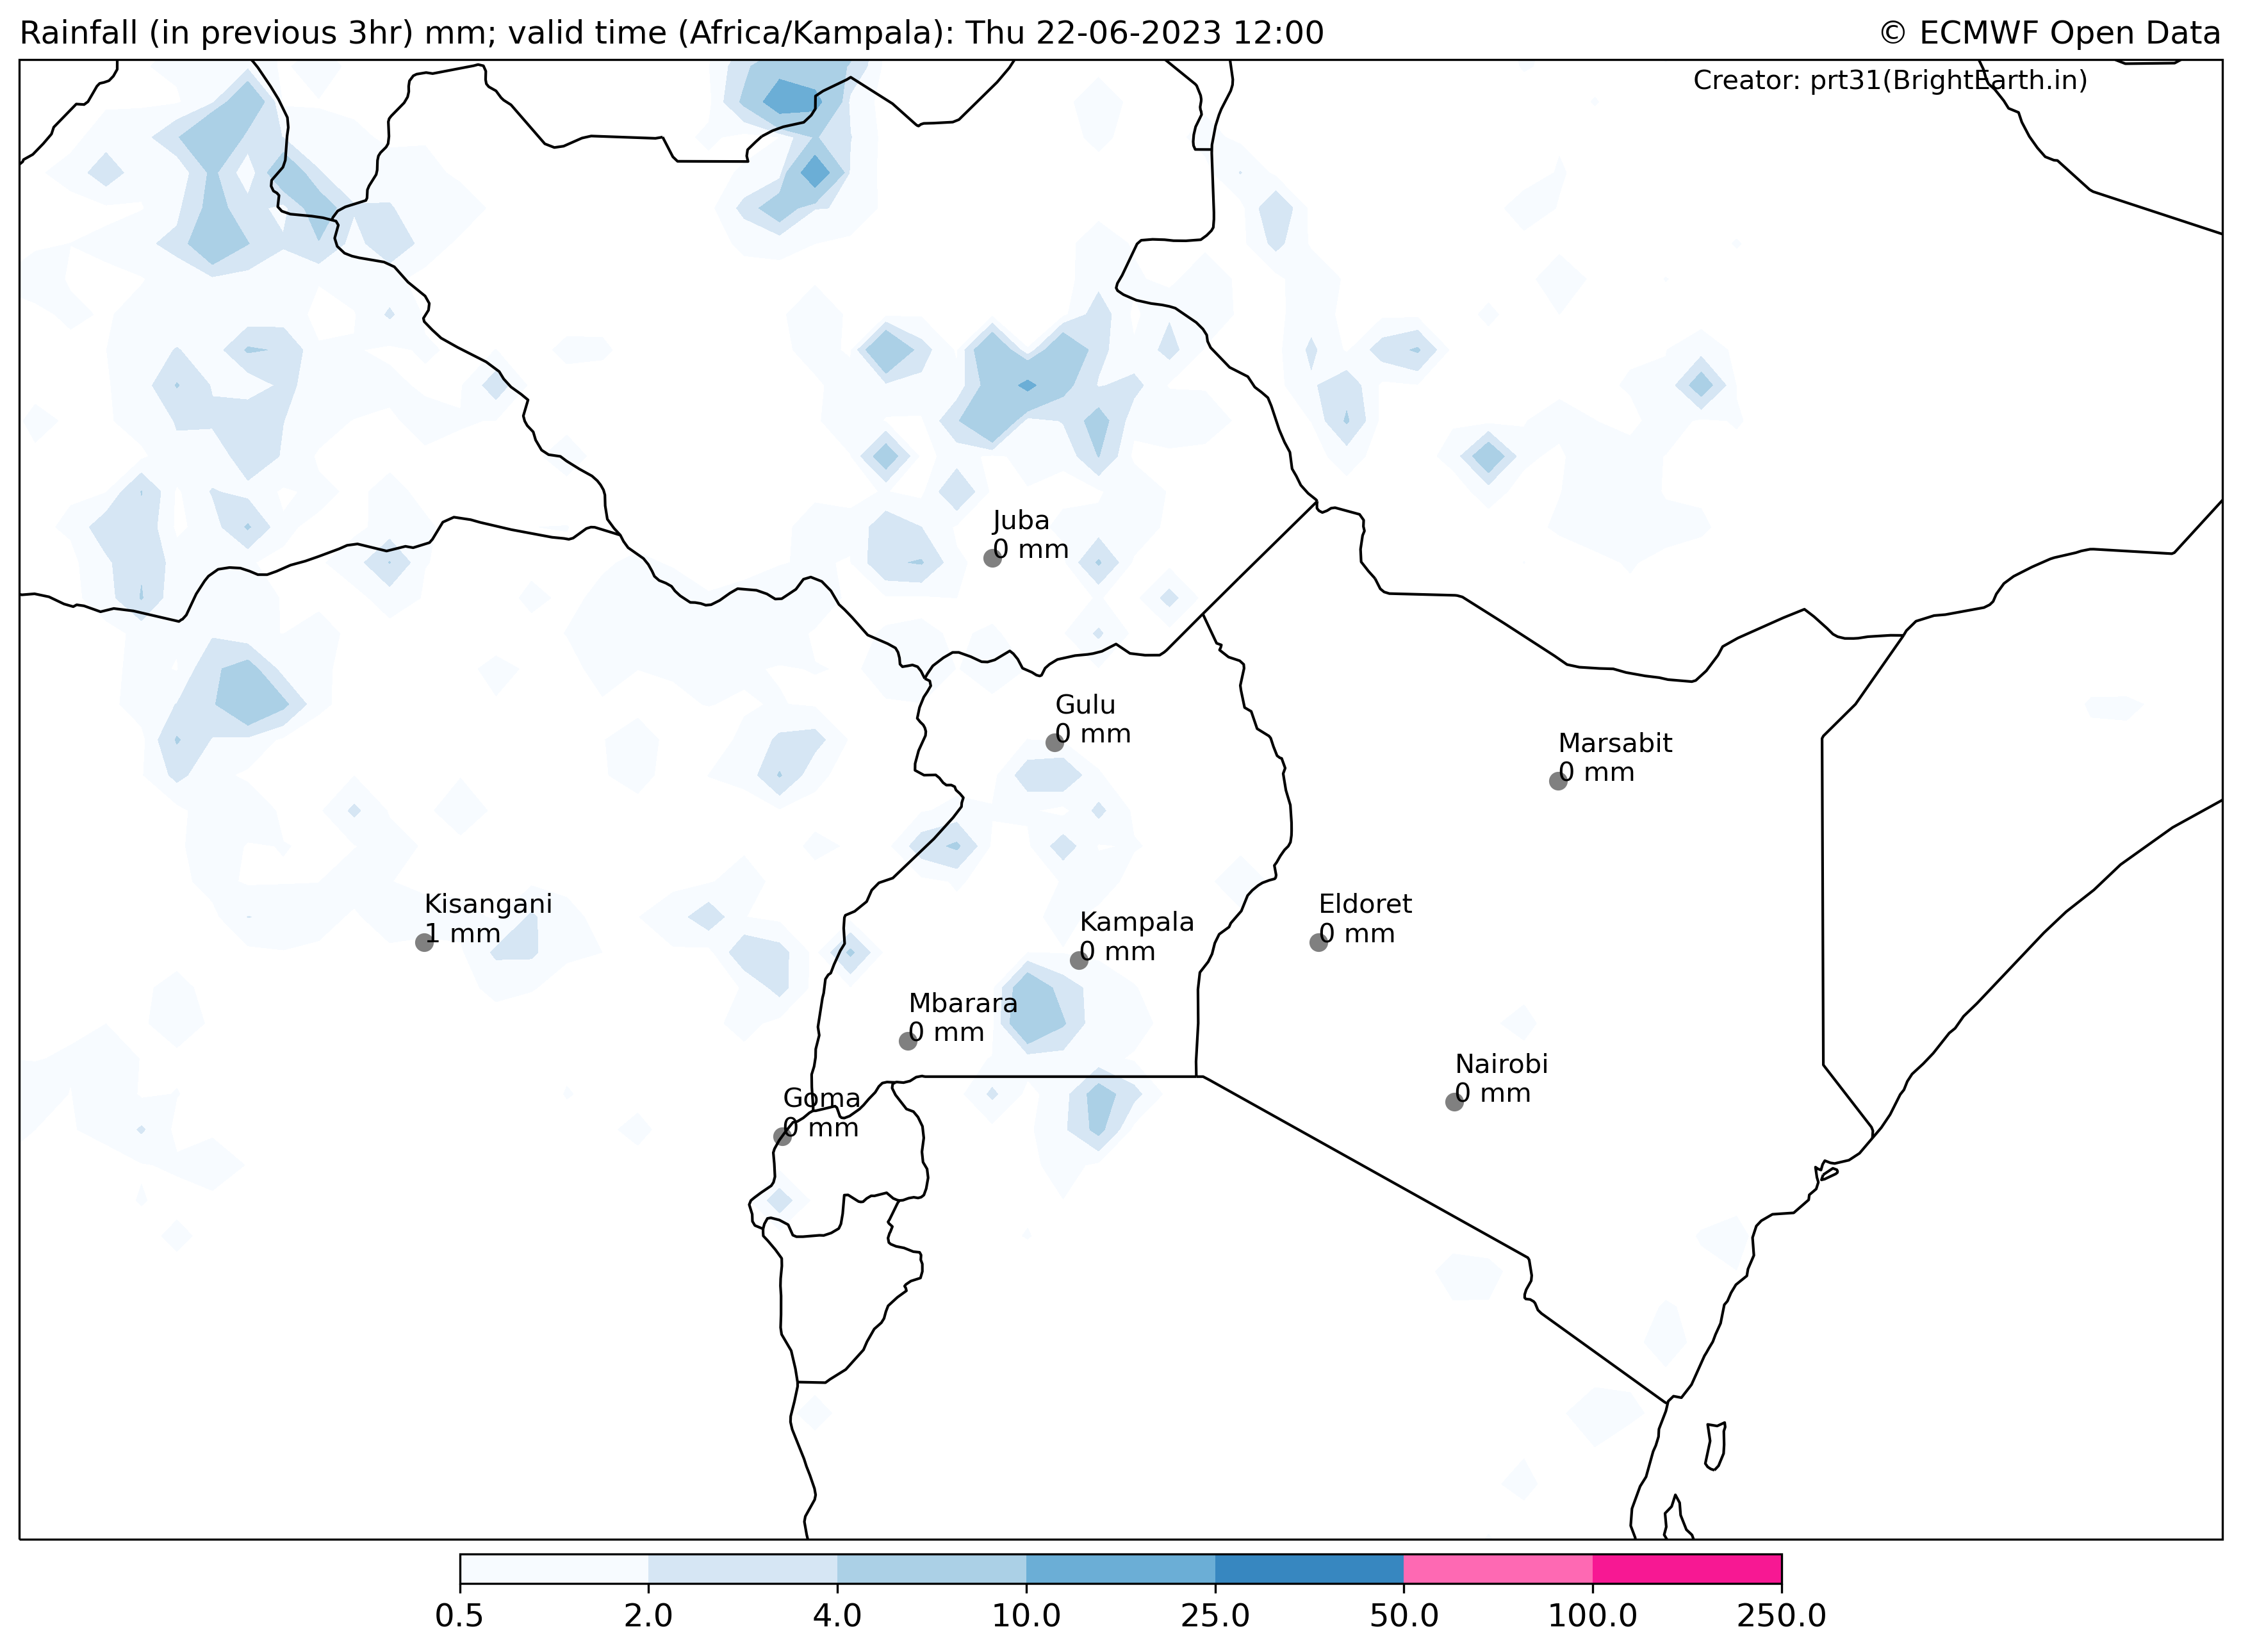 Rainfall (in previous 3hr) mm; valid time (Africa/Kampala): Thu 22-06-2023 12:00
© ECMWF Open Data
Creator: prt31(BrightEarth.in)
Juba
0 mm
Gulu
0 mm
Marsabit
0 mm
Kisangani
1 mm
Eldoret
0 mm
Kampala
0 mm
Mbarara
0 mm
Nairobi
0 mm
Goma
0 mm
0.5 2.0 4.0 10.0 25.0 50.0 100.0 250.0